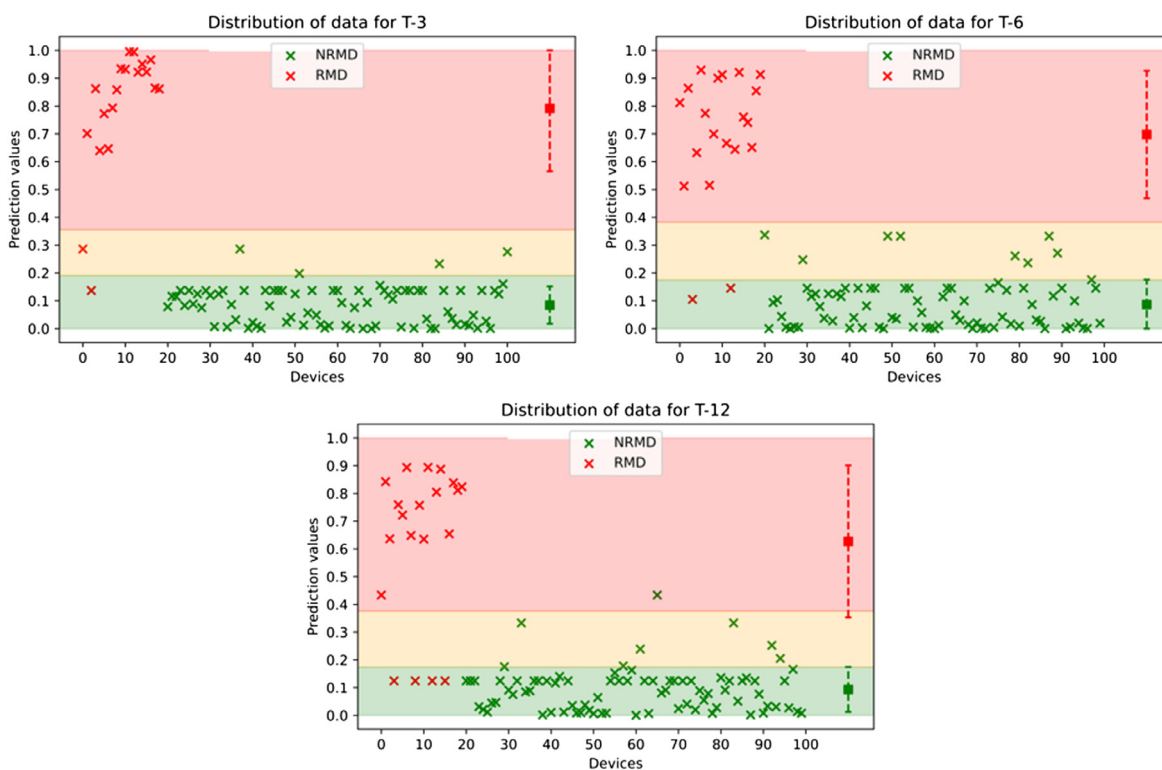 Distribution of data for T-3
NRMD
RMD
Prediction values
1.0
0.9
0.8
0.7
0.6
0.5
0.4
0.3
0.2
0.1
0.0
0 10 20 30 40 50 60 70 80 90 100
Devices
Distribution of data for T-6
NRMD
RMD
Prediction values
1.0
0.9
0.8
0.7
0.6
0.5
0.4
0.3
0.2
0.1
0.0
0 10 20 30 40 50 60 70 80 90 100
Devices
Distribution of data for T-12
NRMD
RMD
Prediction values
1.0
0.9
0.8
0.7
0.6
0.5
0.4
0.3
0.2
0.1
0.0
0 10 20 30 40 50 60 70 80 90 100
Devices